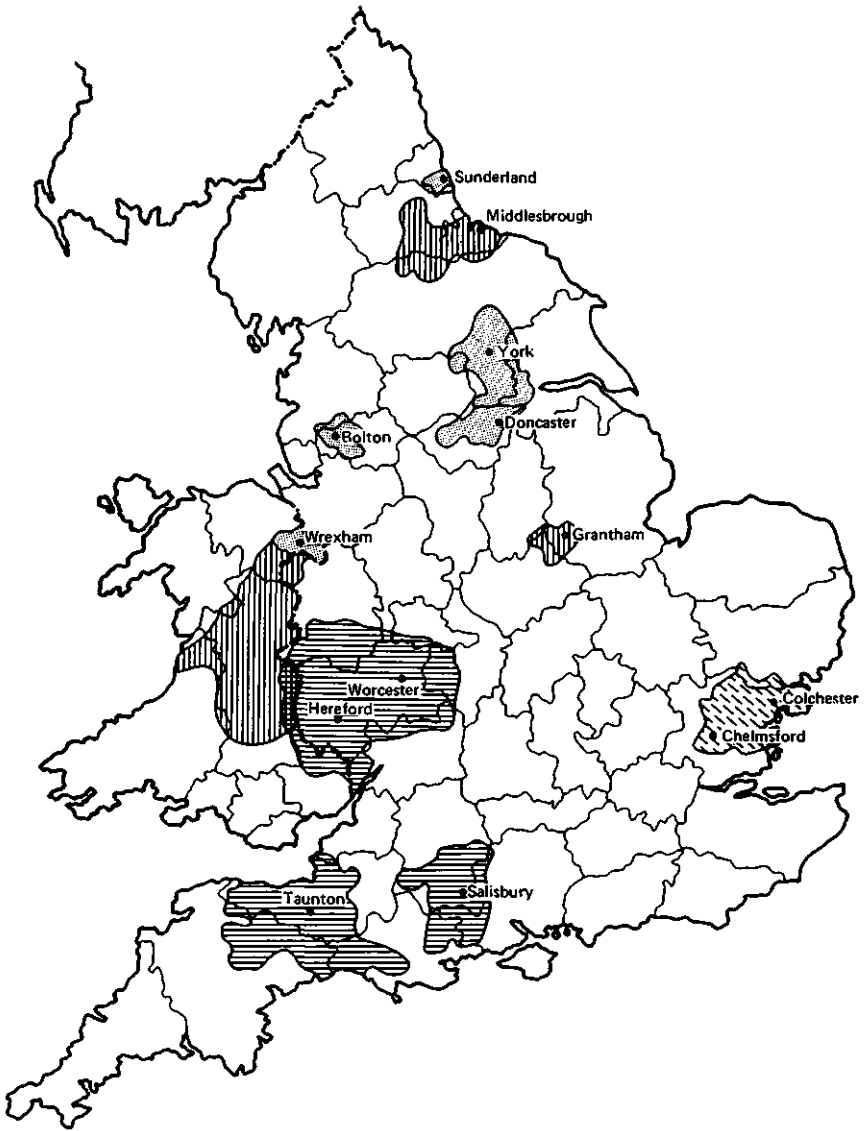 Sunderland
Middlesbrough
York
Doncaster
Bolton
Grantham
Wrexham
Worcester
Hereford
Colchester
Chelmsford
Salisbury
Taunton